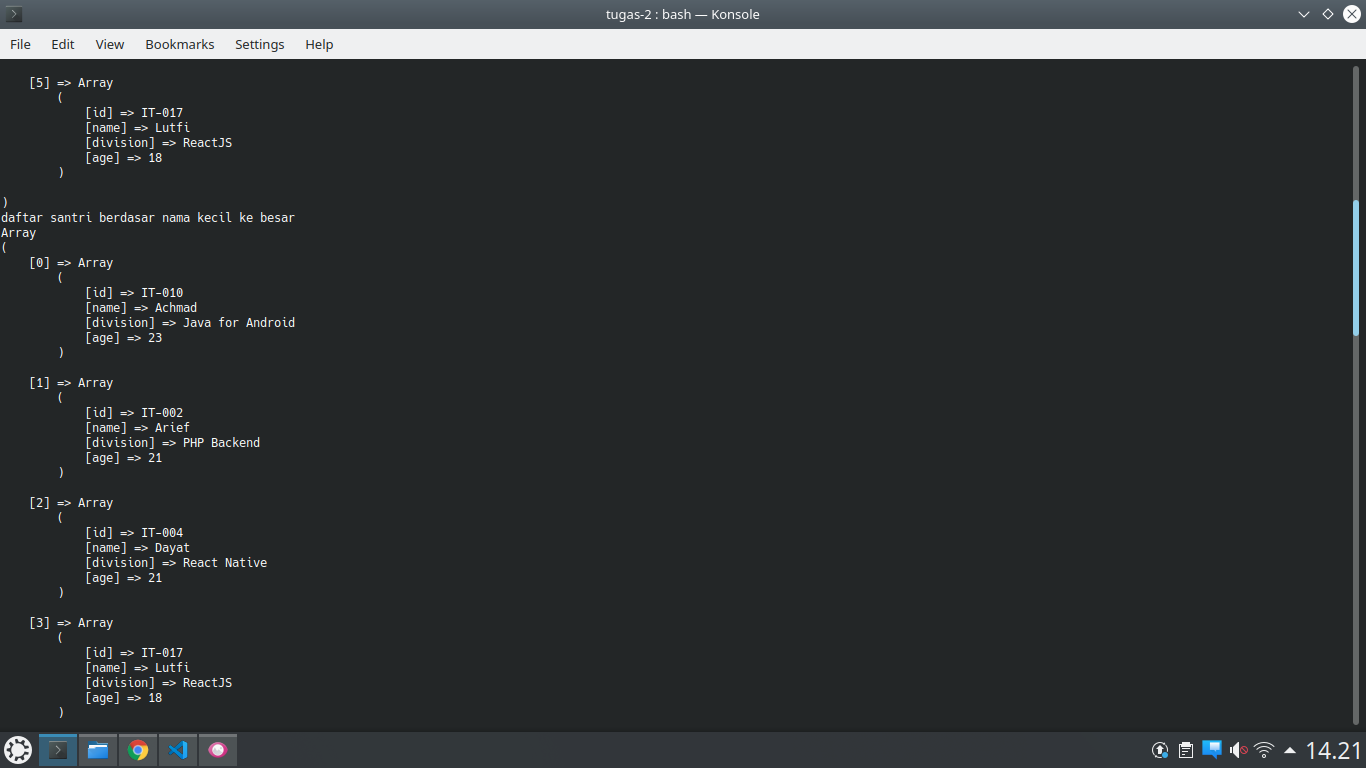 tugas-2 : bash — Konsole
File Edit View Bookmarks Settings Help
    [5] => Array
        (
            [id] => IT-017
            [name] => Lutfi
            [division] => ReactJS
            [age] => 18
        )

)
daftar santri berdasar nama kecil ke besar
Array
(
    [0] => Array
        (
            [id] => IT-010
            [name] => Achmad
            [division] => Java for Android
            [age] => 23
        )

    [1] => Array
        (
            [id] => IT-002
            [name] => Arief
            [division] => PHP Backend
            [age] => 21
        )

    [2] => Array
        (
            [id] => IT-004
            [name] => Dayat
            [division] => React Native
            [age] => 21
        )

    [3] => Array
        (
            [id] => IT-017
            [name] => Lutfi
            [division] => ReactJS
            [age] => 18
        )
14.21